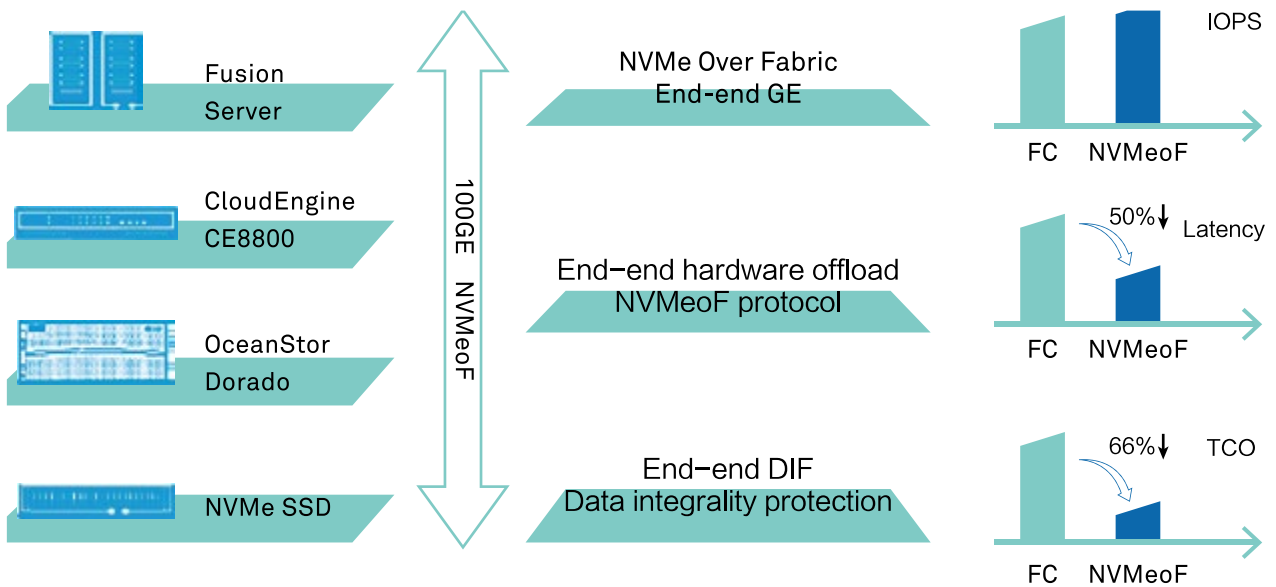 Fusion
Server
CloudEngine
CE8800
OceanStor
Dorado
NVMe SSD
100GE NVMeoF
NVMe Over Fabric
End-end GE
End-end hardware offload
NVMeoF protocol
End-end DIF
Data integrality protection
IOPS
FC NVMeoF
50%
Latency
FC NVMeoF
66%
TCO
FC NVMeoF